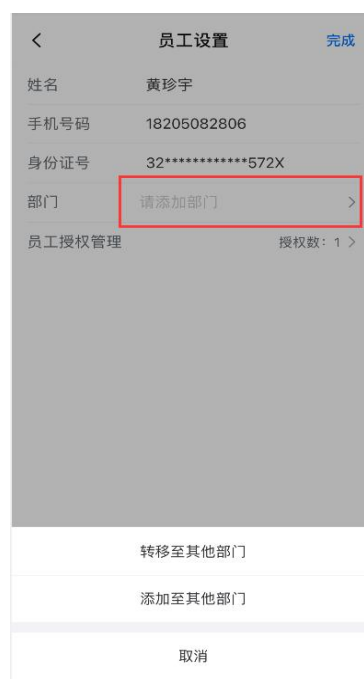 员工设置 完成
姓名 黄珍宇
手机号码 18205082806
身份证号 32************572X
部门 请添加部门
员工授权管理 授权数：1
转移至其他部门
添加至其他部门
取消